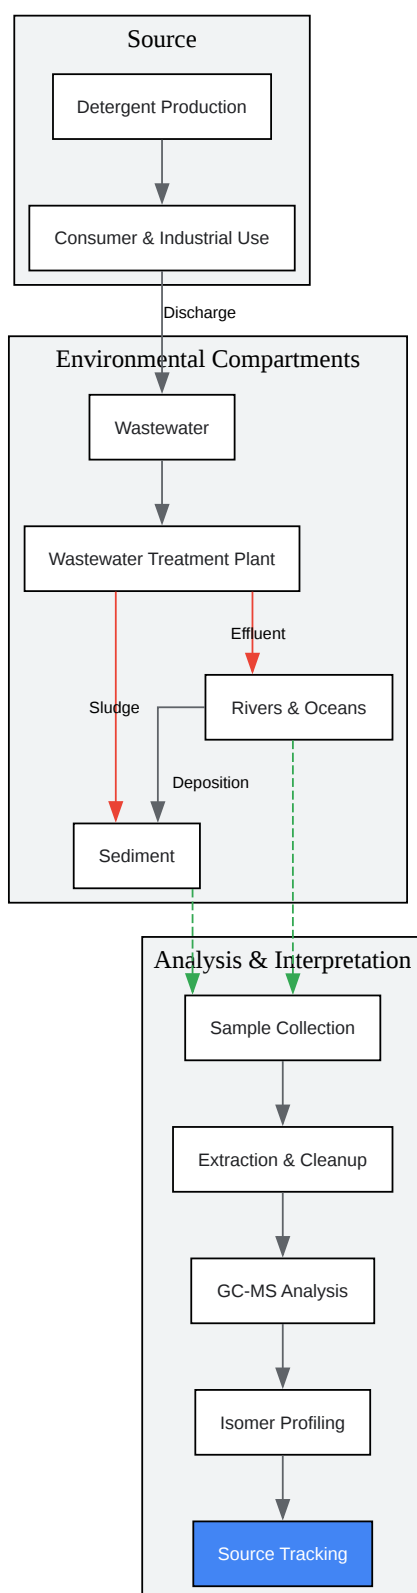 Source
Detergent Production
Consumer & Industrial Use
Discharge
Environmental Compartments
Wastewater
Wastewater Treatment Plant
Effluent
Rivers & Oceans
Sludge
Deposition
Sediment
Analysis & Interpretation
Sample Collection
Extraction & Cleanup
GC-MS Analysis
Isomer Profiling
Source Tracking